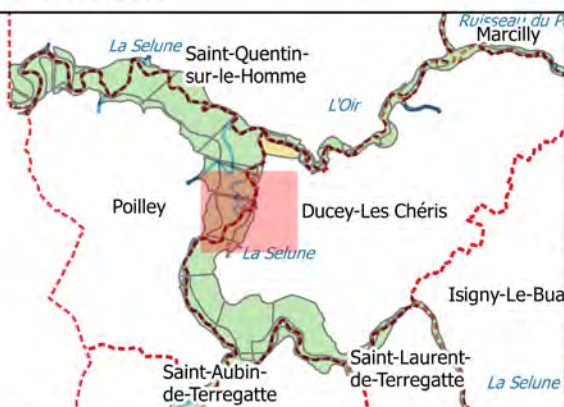 Ruisseau du
La Selune
Marcilly
Saint-Quentin-
sur-le-Homme
L'Oir
Poilley
Ducey-Les Chéris
La Selune
Isigny-Le-Bua
Saint-Laurent-
de-Terregatte
Saint-Aubin-
de-Terregatte
La Selune